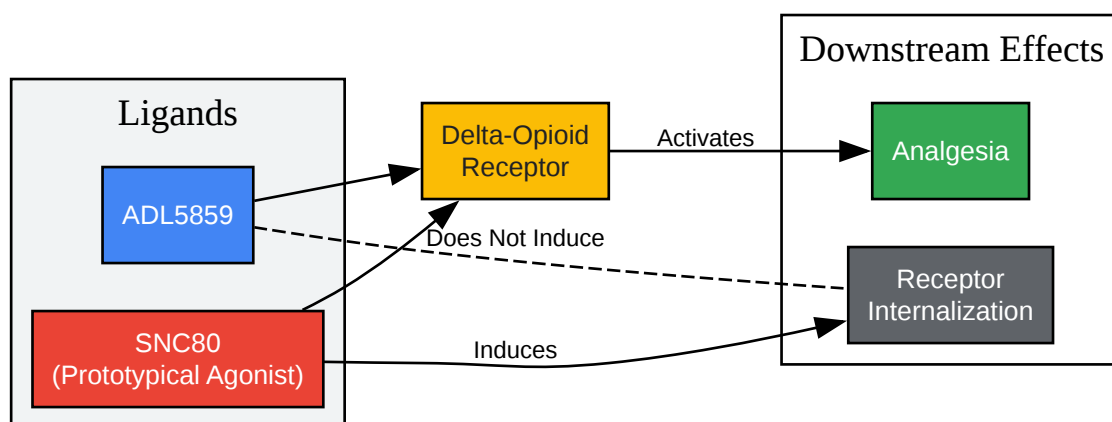 Downstream Effects
Ligands
Delta-Opioid
Receptor
Activates
Analgesia
ADL5859
Does Not Induce
Receptor
Internalization
SNC80
(Prototypical Agonist)
Induces